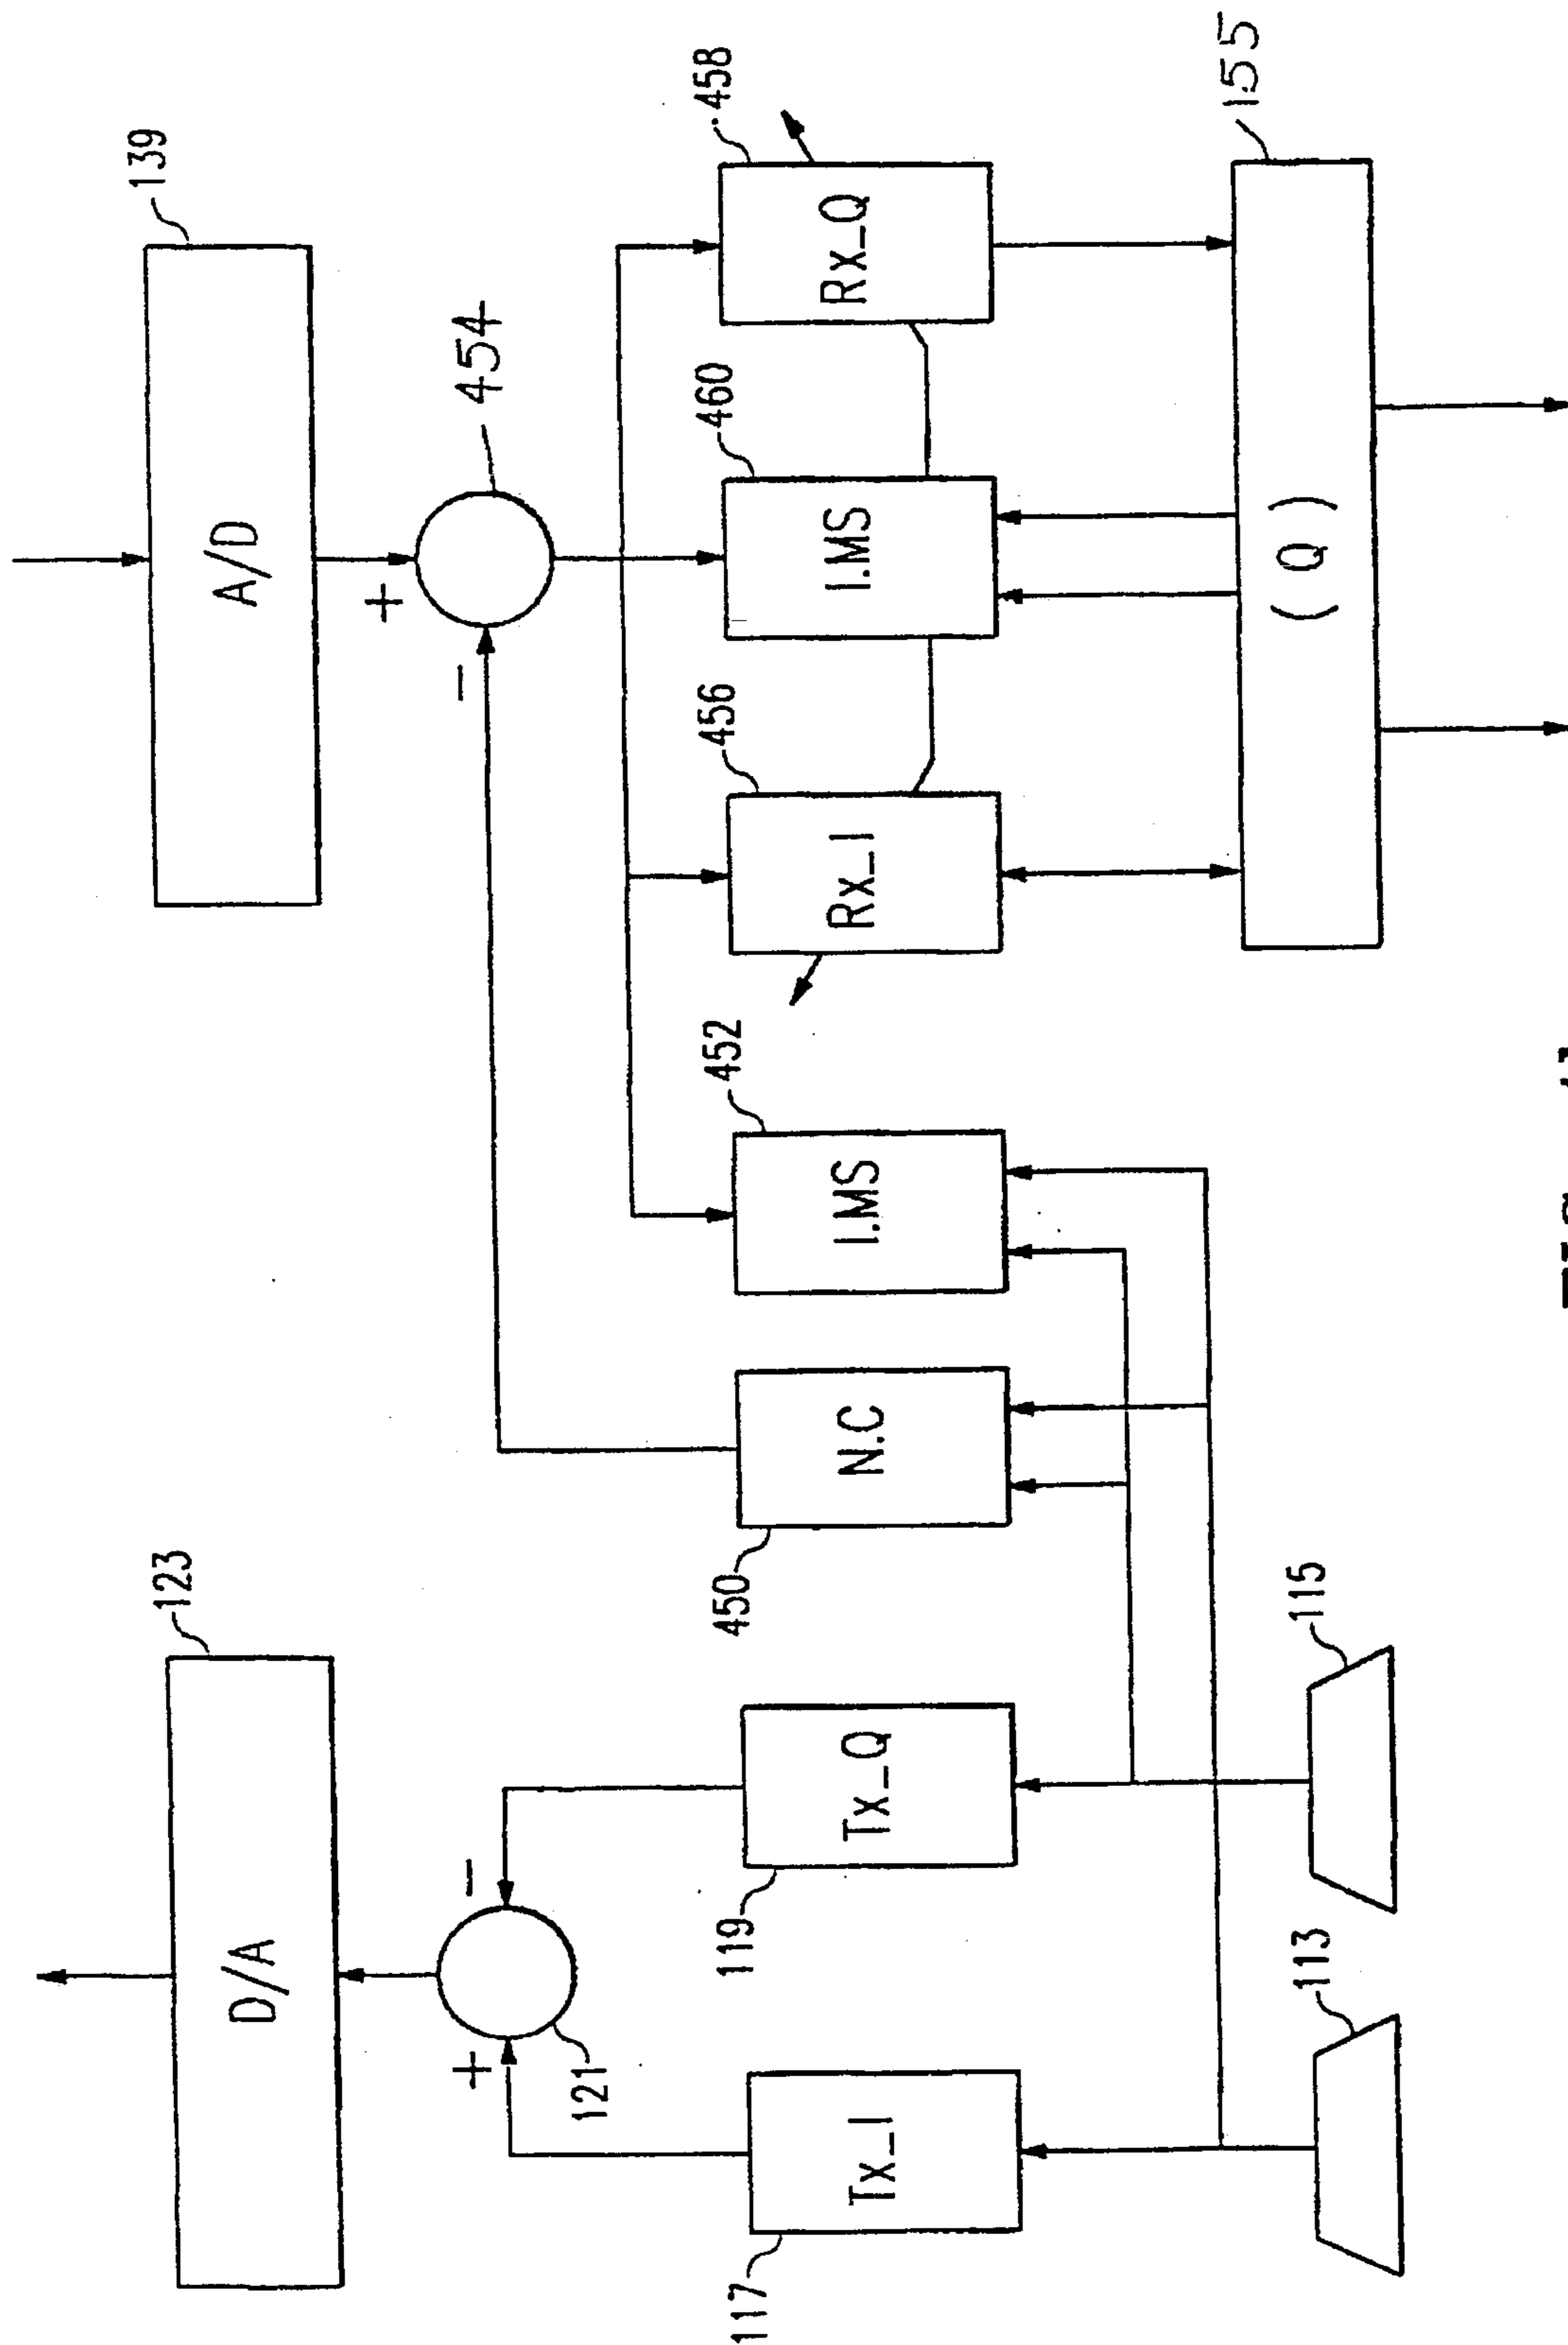 139
A/D
+
454
-
458
Rx_Q
460
I.MS
456
Rx_I
155
( Q )
452
I.MS
450
N.C
123
D/A
-
+
121
119
Tx_Q
117
Tx_I
115
113